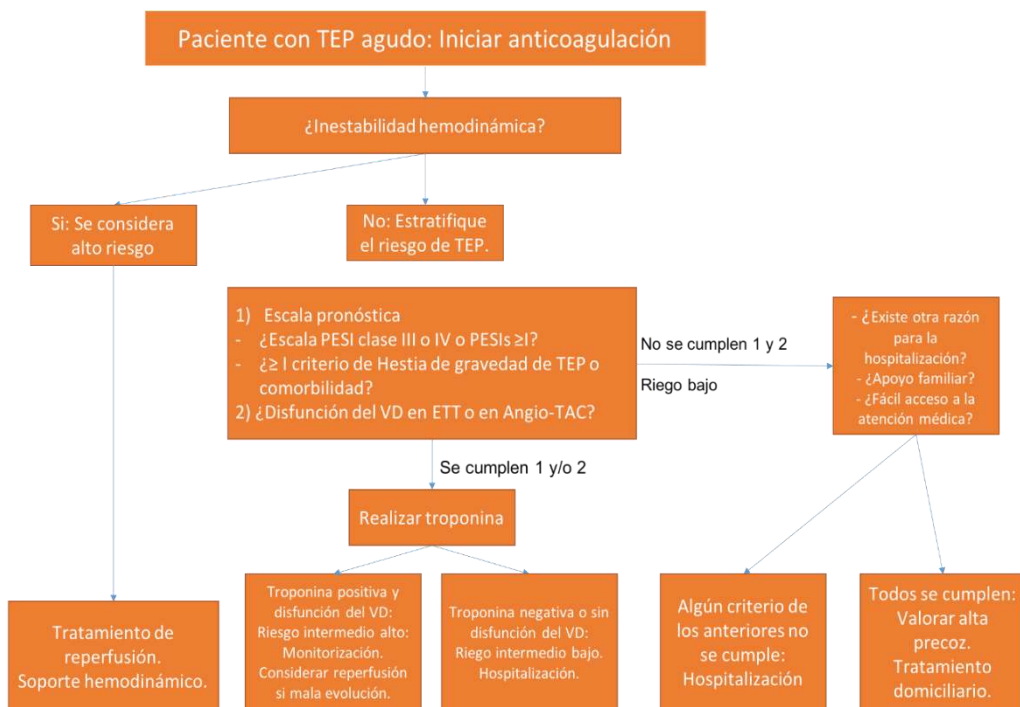 Paciente con TEP agudo: Iniciar anticoagulación
¿Inestabilidad hemodinámica?
Si: Se considera
alto riesgo
No: Estratifique
el riesgo de TEP.
1) Escala pronóstica
- ¿Escala PESI clase III o IV o PESIs ≥I?
- ¿≥ I criterio de Hestia de gravedad de TEP o
comorbilidad?
2) ¿Disfunción del VD en ETT o en Angio-TAC?
No se cumplen 1 y 2
Riego bajo
- ¿Existe otra razón
para la
hospitalización?
- ¿Apoyo familiar?
- ¿Fácil acceso a la
atención médica?
Se cumplen 1 y/o 2
Realizar troponina
Tratamiento de
reperfusión.
Soporte hemodinámico.
Troponina positiva y
disfunción del VD:
Riesgo intermedio alto:
Monitorización.
Considerar reperfusión
si mala evolución.
Troponina negativa o sin
disfunción del VD:
Riego intermedio bajo.
Hospitalización.
Algún criterio de
los anteriores no
se cumple:
Hospitalización
Todos se cumplen:
Valorar alta
precoz.
Tratamiento
domiciliario.